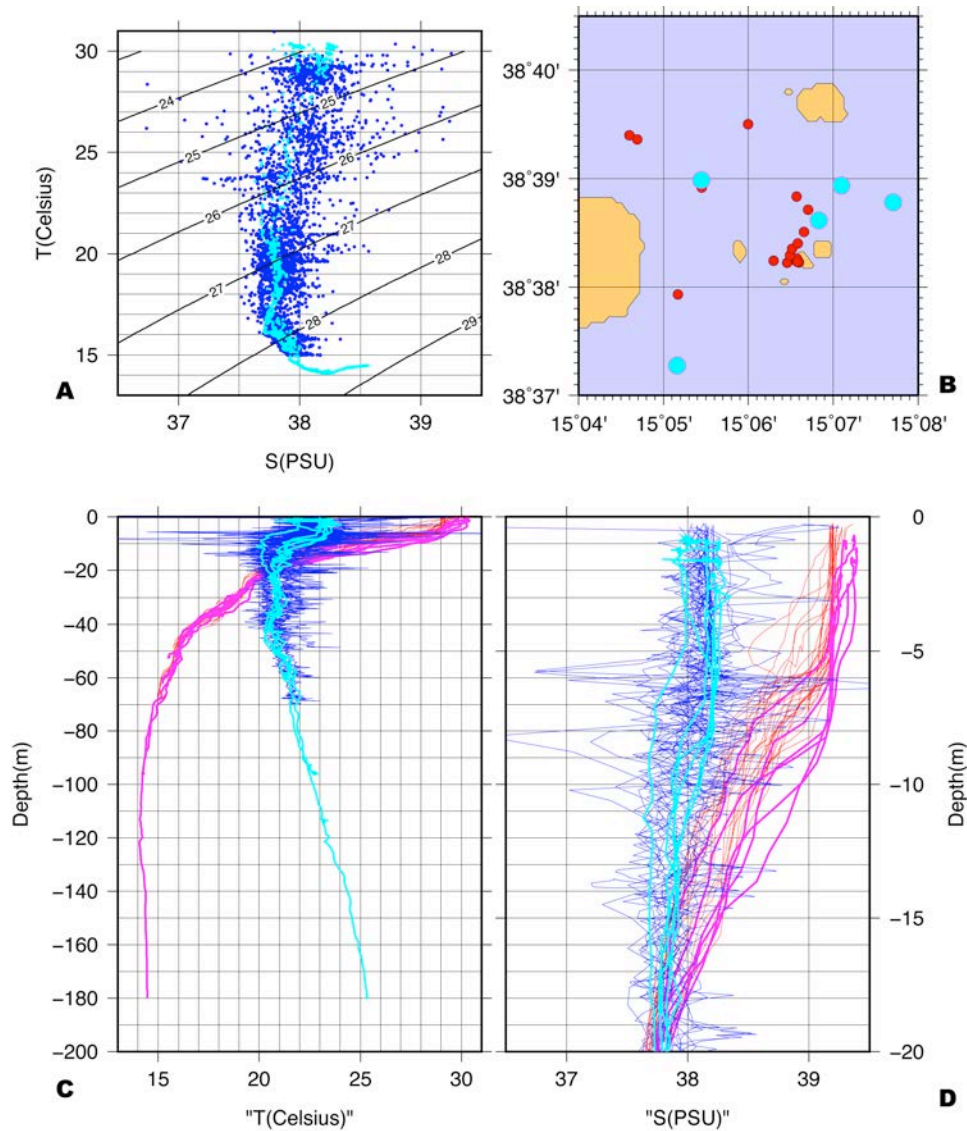 30
25
20
15
T(Celsius)
24
25
25
26
26
27
27
28
28
29
A
37 38 39
S(PSU)
38°40'
38°39'
38°38'
38°37'
B
15°04' 15°05' 15°06' 15°07' 15°08'
0
−20
−40
−60
−80
−100
−120
−140
−160
−180
−200
Depth(m)
C
15 20 25 30
"T(Celsius)"
0
−5
−10
−15
−20
Depth(m)
37 38 39
"S(PSU)"
D